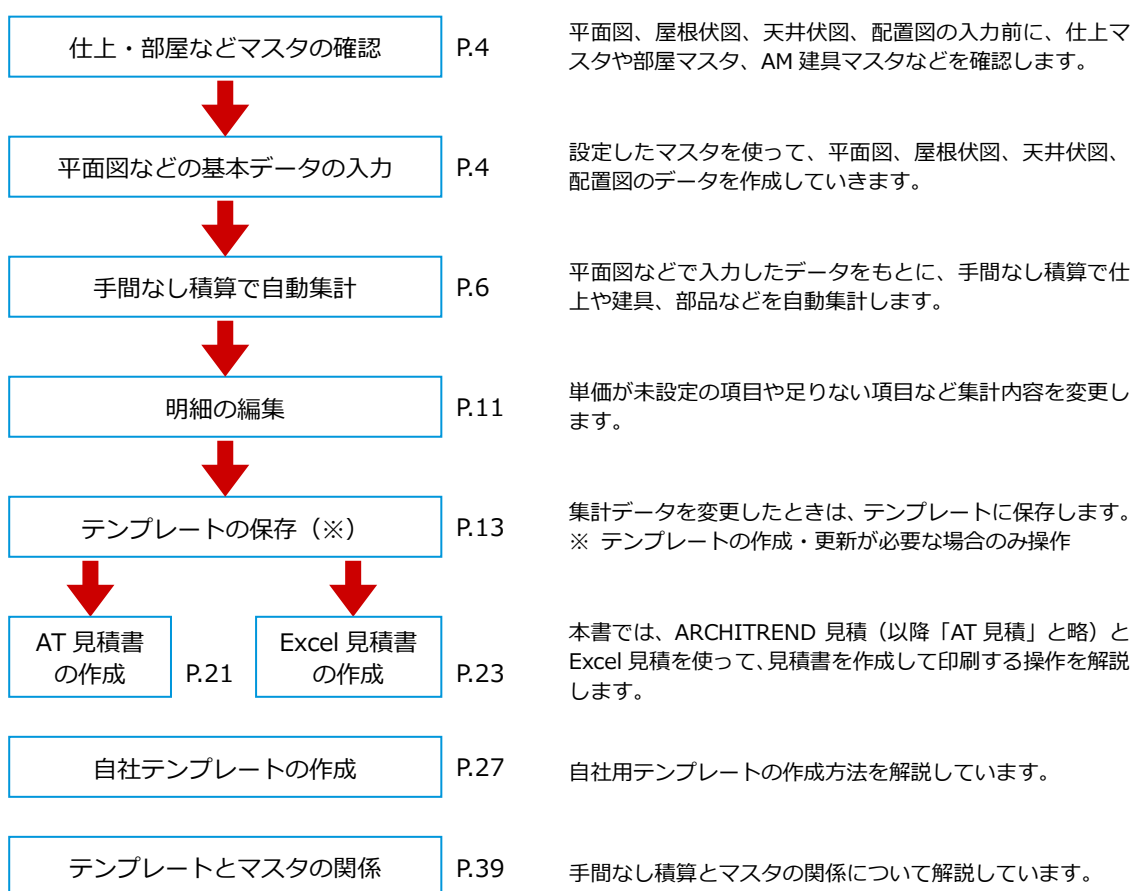 仕上・部屋などマスタの確認
P.4
平面図、屋根伏図、天井伏図、配置図の入力前に、仕上マ
スタや部屋マスタ、AM 建具マスタなどを確認します。
平面図などの基本データの入力
P.4
設定したマスタを使って、平面図、屋根伏図、天井伏図、
配置図のデータを作成していきます。
手間なし積算で自動集計
P.6
平面図などで入力したデータをもとに、手間なし積算で仕
上や建具、部品などを自動集計します。
明細の編集
P.11
単価が未設定の項目や足りない項目など集計内容を変更し
ます。
テンプレートの保存（※）
P.13
集計データを変更したときは、テンプレートに保存します。
※ テンプレートの作成・更新が必要な場合のみ操作
AT 見積書
の作成
P.21
Excel 見積書
の作成
P.23
本書では、ARCHITREND 見積（以降「AT 見積」と略）と
Excel 見積を使って、見積書を作成して印刷する操作を解説
します。
自社テンプレートの作成
P.27
自社用テンプレートの作成方法を解説しています。
テンプレートとマスタの関係
P.39
手間なし積算とマスタの関係について解説しています。